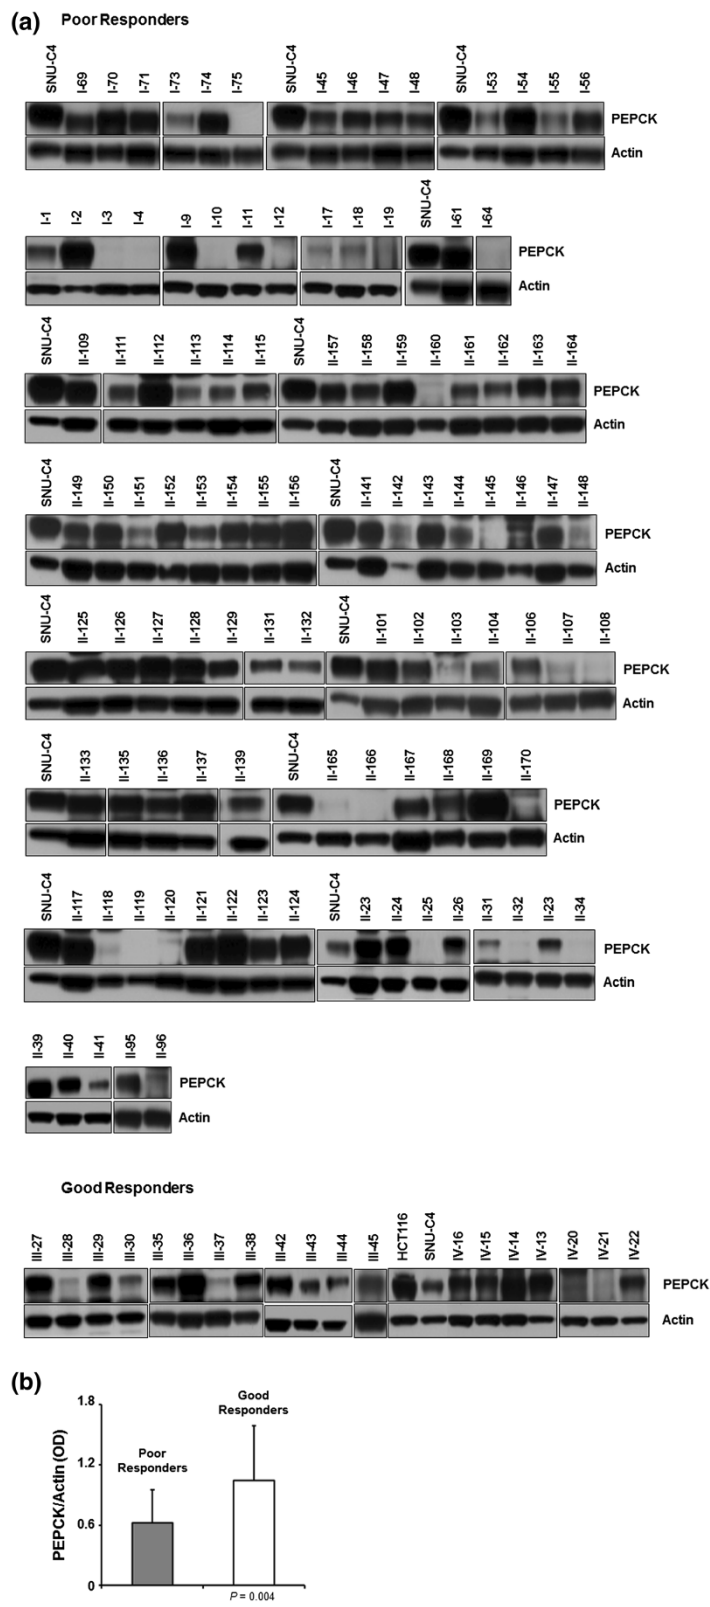 (a) Poor Responders
SNU-C4 I-69 I-70 I-71 I-73 I-74 I-75 SNU-C4 I-45 I-46 I-47 I-48 SNU-C4 I-53 I-54 I-55 I-56
PEPCK
Actin
I-1 I-2 I-3 I-4 I-9 I-10 I-11 I-12 I-17 I-18 I-19 SNU-C4 I-61 I-64
PEPCK
Actin
SNU-C4 II-109 II-111 II-112 II-113 II-114 II-115 SNU-C4 II-157 II-158 II-159 II-160 II-161 II-162 II-163 II-164
PEPCK
Actin
SNU-C4 II-149 II-150 II-151 II-152 II-153 II-154 II-155 II-156 SNU-C4 II-141 II-142 II-143 II-144 II-145 II-146 II-147 II-148
PEPCK
Actin
SNU-C4 II-125 II-126 II-127 II-128 II-129 II-131 II-132 SNU-C4 II-101 II-102 II-103 II-104 II-106 II-107 II-108
PEPCK
Actin
SNU-C4 II-133 II-135 II-136 II-137 II-139 SNU-C4 II-165 II-166 II-167 II-168 II-169 II-170
PEPCK
Actin
SNU-C4 II-117 II-118 II-119 II-120 II-121 II-122 II-123 II-124 SNU-C4 II-23 II-24 II-25 II-26 II-31 II-32 II-23 II-34
PEPCK
Actin
II-39 II-40 II-41 II-95 II-96
PEPCK
Actin
Good Responders
III-27 III-28 III-29 III-30 III-35 III-36 III-37 III-38 III-42 III-43 III-44 III-45 HCT116 SNU-C4 IV-16 IV-15 IV-14 IV-13 IV-20 IV-21 IV-22
PEPCK
Actin
(b)
PEPCK/Actin (OD)
1.8
1.2
0.6
0
Poor
Responders
Good
Responders
P = 0.004